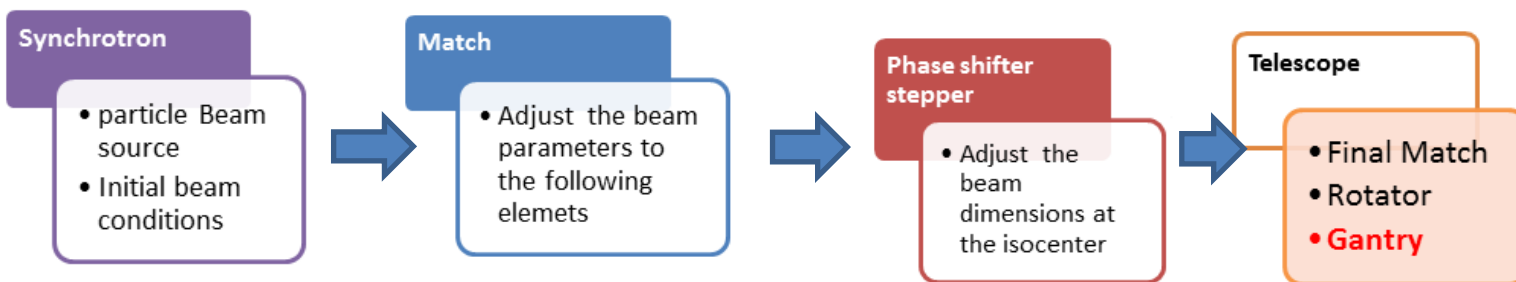 Synchrotron
• particle Beam
source
• Initial beam
conditions
Match
• Adjust the beam
parameters to
the following
elemets
Phase shifter
stepper
• Adjust the
beam
dimensions at
the isocenter
Telescope
• Final Match
• Rotator
• Gantry